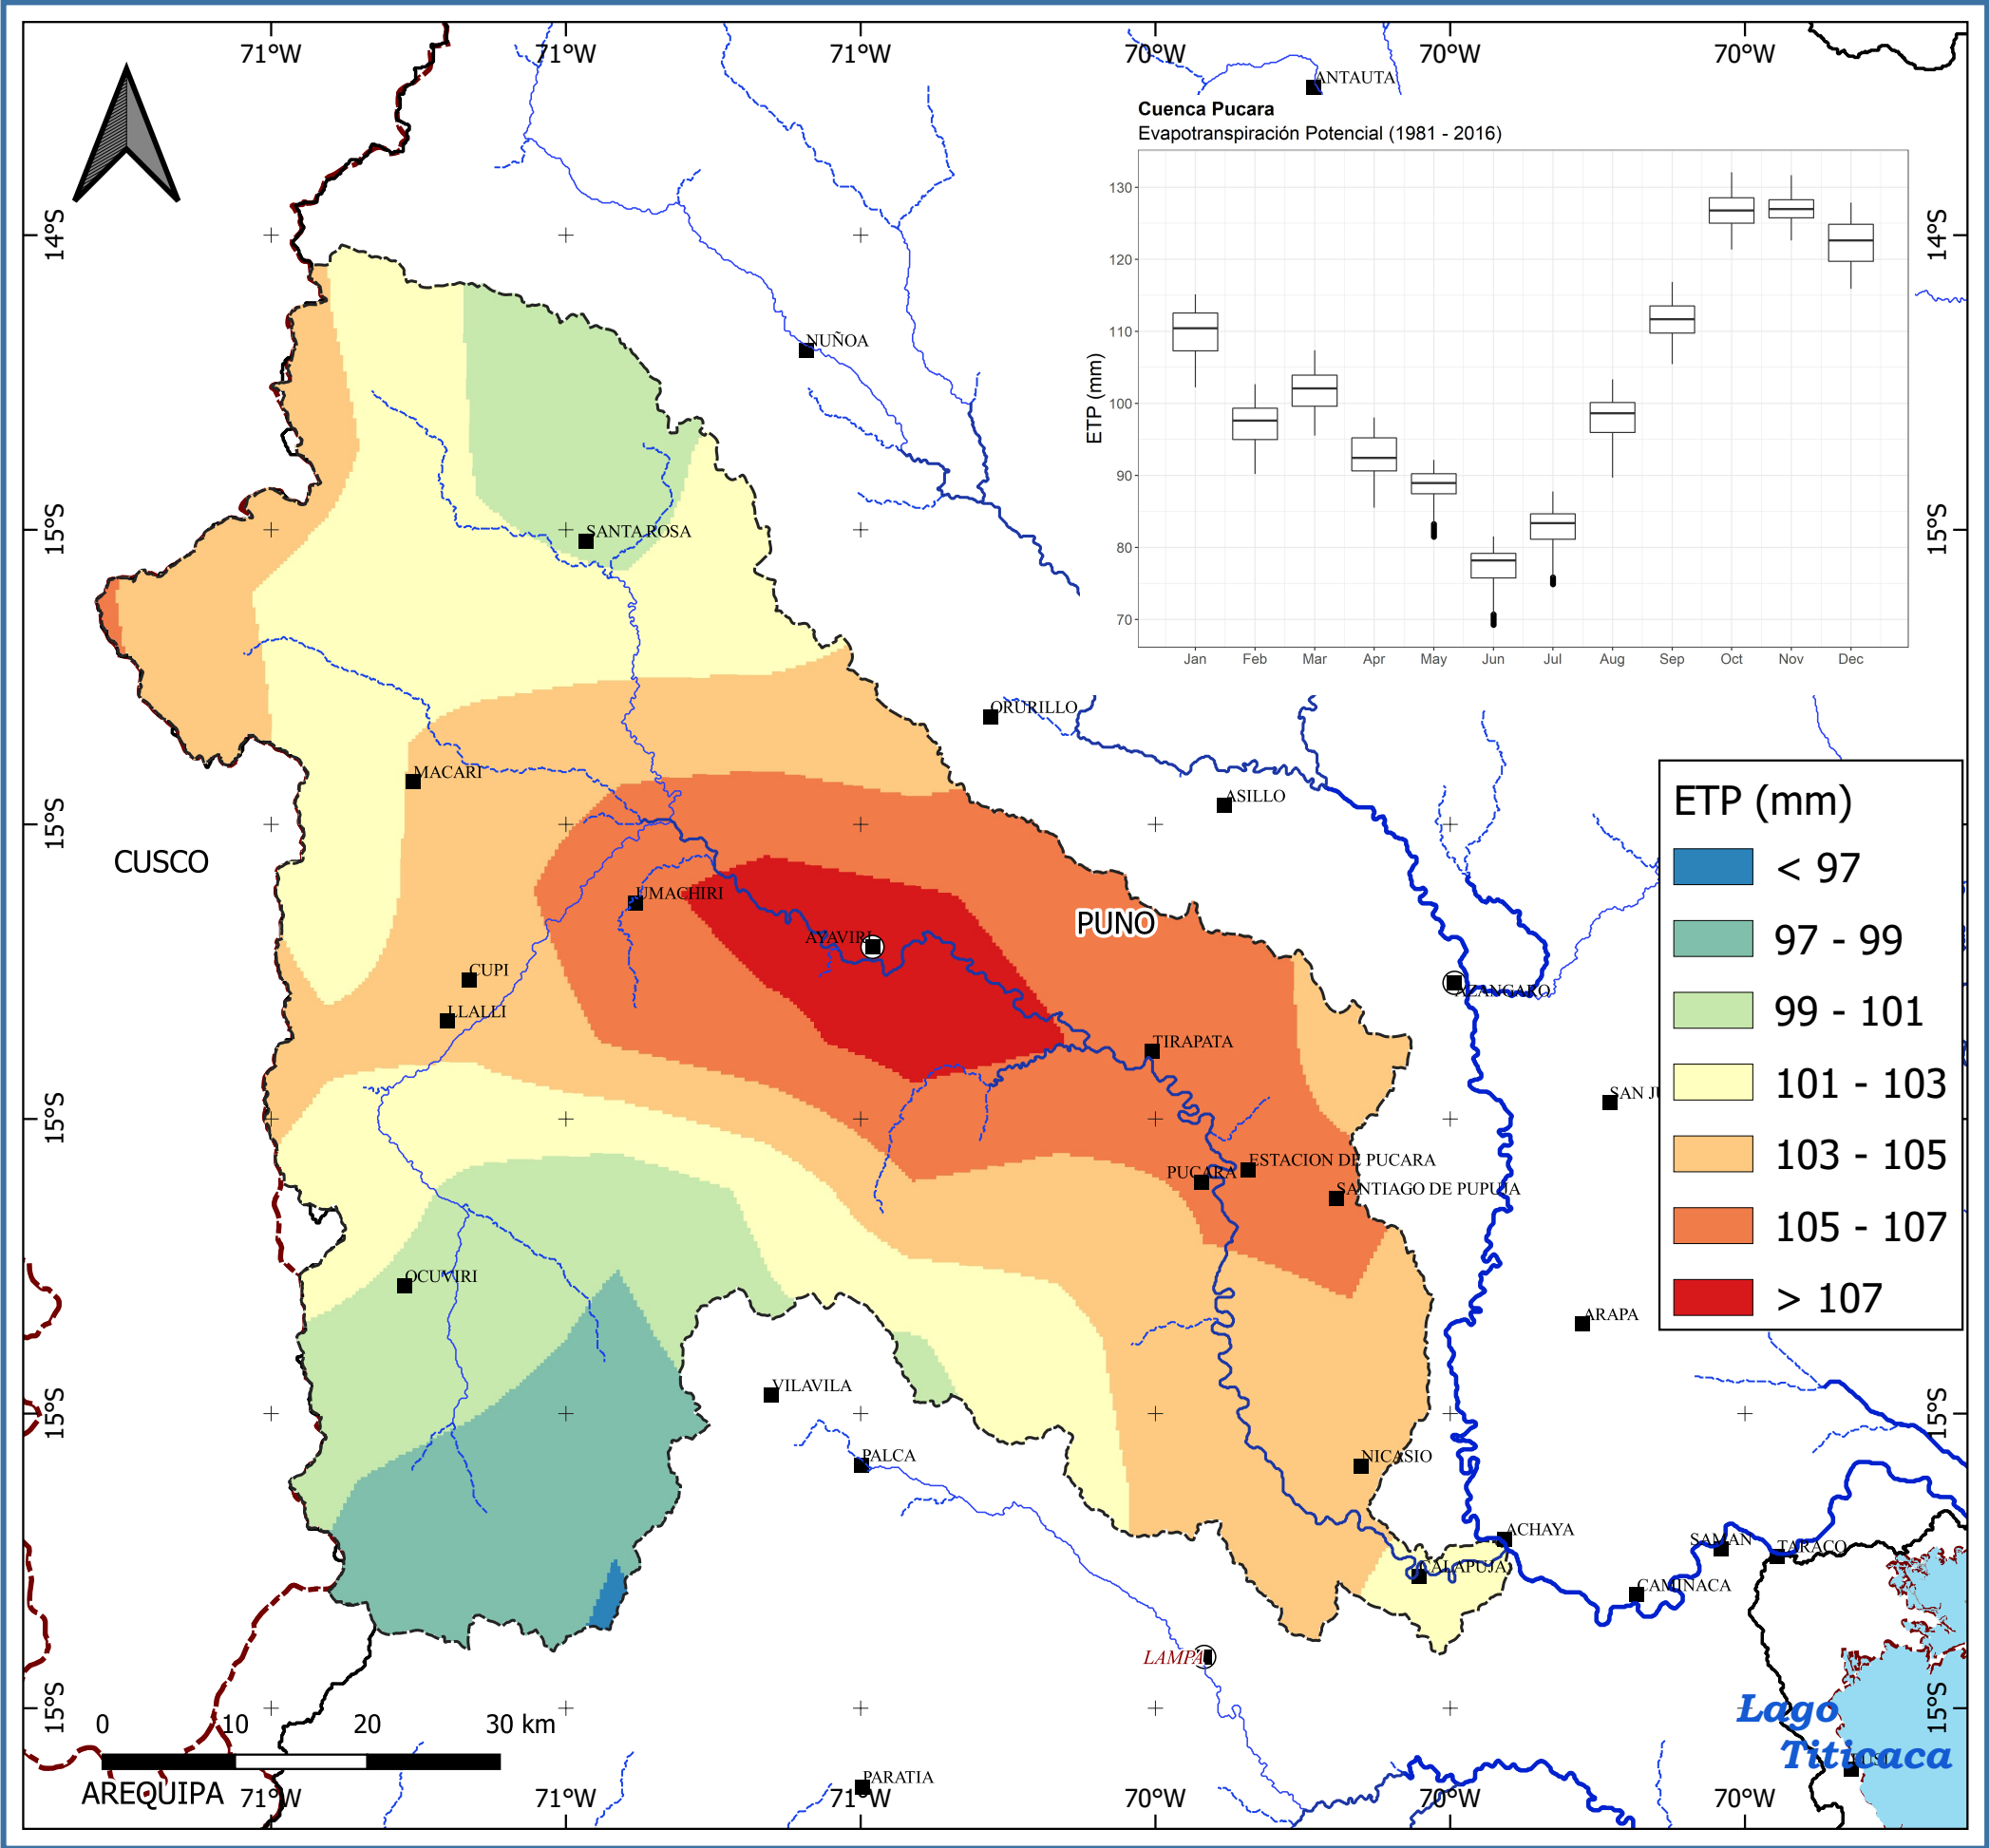 71°W
71°W
71°W
70°W
70°W
70°W
ANTAUTA
Cuenca Pucara
Evapotranspiración Potencial (1981 - 2016)
ETP (mm)
130
120
110
100
90
80
70
Jan Feb Mar Apr May Jun Jul Aug Sep Oct Nov Dec
14°S
14°S
NUÑOA
15°S
SANTA ROSA
15°S
ORURILLO
MACARI
ASILLO
15°S
CUSCO
UMACHIRI
AYAVIRI
PUNO
CUPI
LLALLI
AZANGARO
TIRAPATA
SAN JU
15°S
PUCARA
ESTACION DE PUCARA
SANTIAGO DE PUPUJA
OCUVIRI
ARAPA
ETP (mm)
< 97
97 - 99
99 - 101
101 - 103
103 - 105
105 - 107
> 107
VILAVILA
15°S
15°S
PALCA
NICASIO
ACHAYA
SAMAN
TARACO
CALAPUJA
CAMINACA
LAMPA
15°S
15°S
Lago
Titicaca
0 10 20 30 km
PARATIA
AREQUIPA
71°W
71°W
71°W
70°W
70°W
70°W